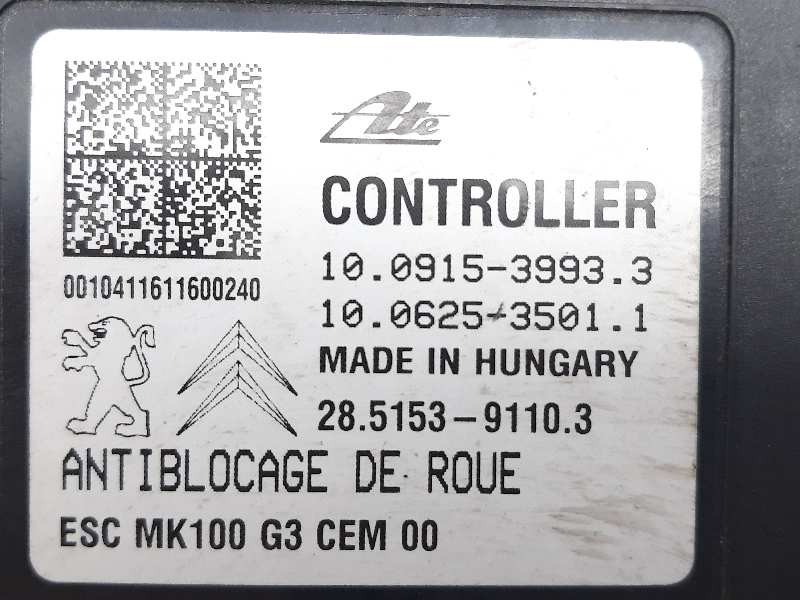 Ate
CONTROLLER
10.0915-3993.3
10.0625-3501.1
0010411611600240
MADE IN HUNGARY
28.5153-9110.3
ANTIBLOCAGE DE ROUE
ESC MK100 G3 CEM 00